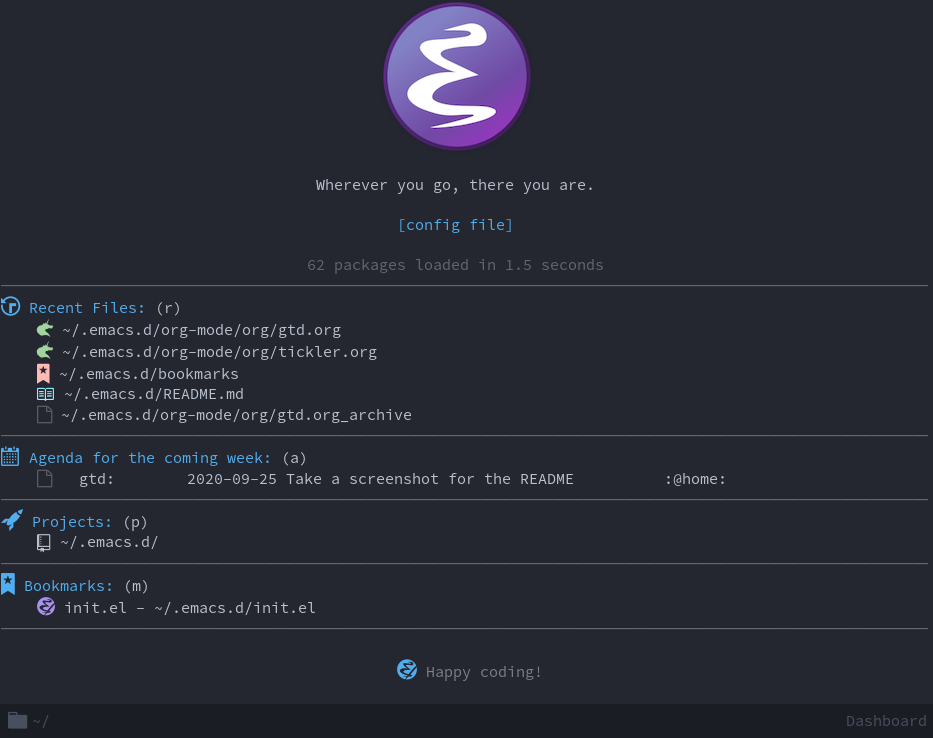 Wherever you go, there you are.
[config file]
62 packages loaded in 1.5 seconds
Recent Files: (r)
~/.emacs.d/org-mode/org/gtd.org
~/.emacs.d/org-mode/org/tickler.org
~/.emacs.d/bookmarks
~/.emacs.d/README.md
~/.emacs.d/org-mode/org/gtd.org_archive
Agenda for the coming week: (a)
gtd: 2020-09-25 Take a screenshot for the README :@home:
Projects: (p)
~/.emacs.d/
Bookmarks: (m)
init.el - ~/.emacs.d/init.el
Happy coding!
~/ Dashboard